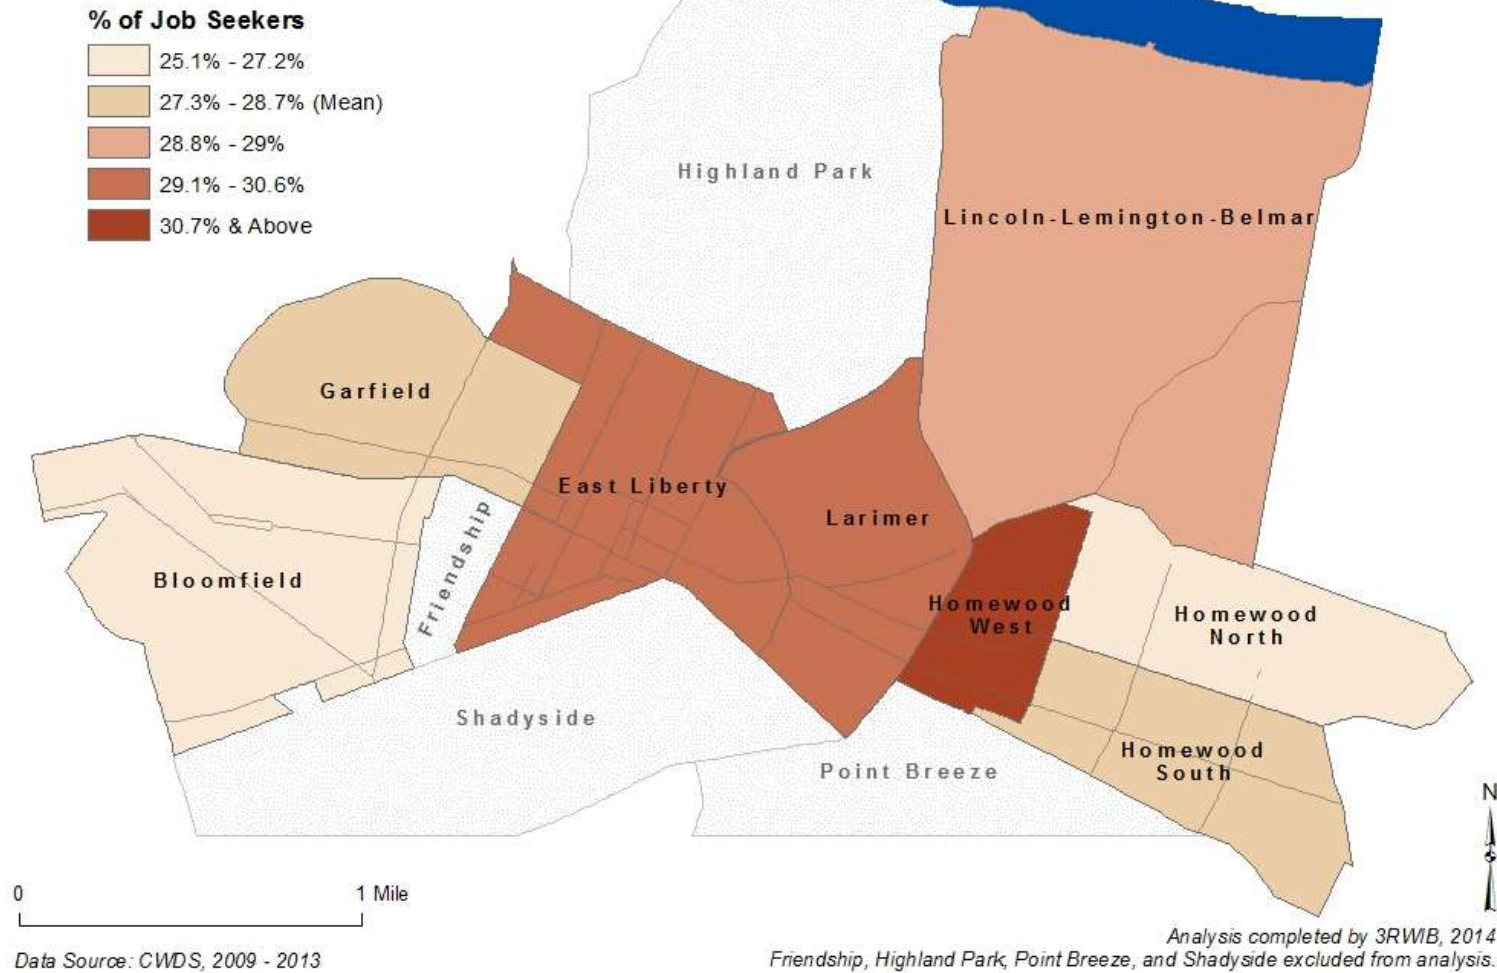 % of Job Seekers
25.1% - 27.2%
27.3% - 28.7% (Mean)
28.8% - 29%
29.1% - 30.6%
30.7% & Above
Highland Park
Lincoln-Lemington-Belmar
Garfield
East Liberty
Larimer
Friendship
Bloomfield
Homewood
West
Homewood
North
Shadyside
Point Breeze
Homewood
South
N
0 1 Mile
Analysis completed by 3RWIB, 2014
Data Source: CWDS, 2009 - 2013
Friendship, Highland Park, Point Breeze, and Shadyside excluded from analysis.